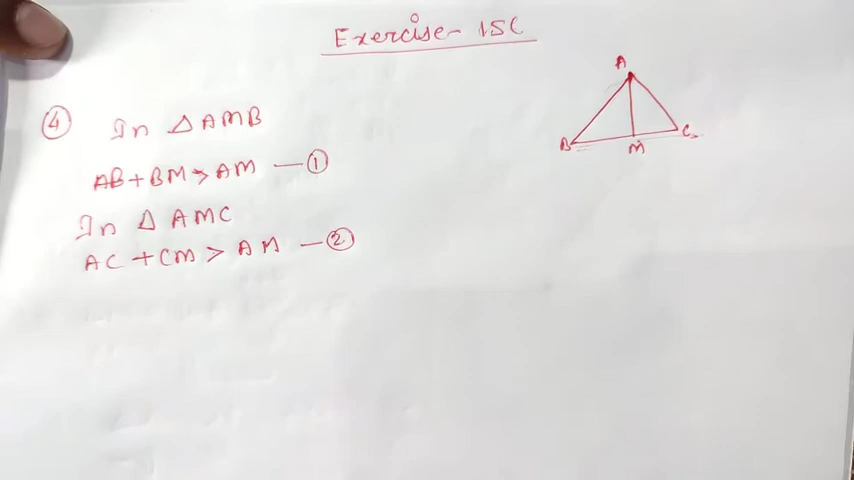 Exercise- 15C
④ In △ AMB
AB + BM > AM — ①
In △ AMC
AC + CM > AM — ②
A
B
M
C